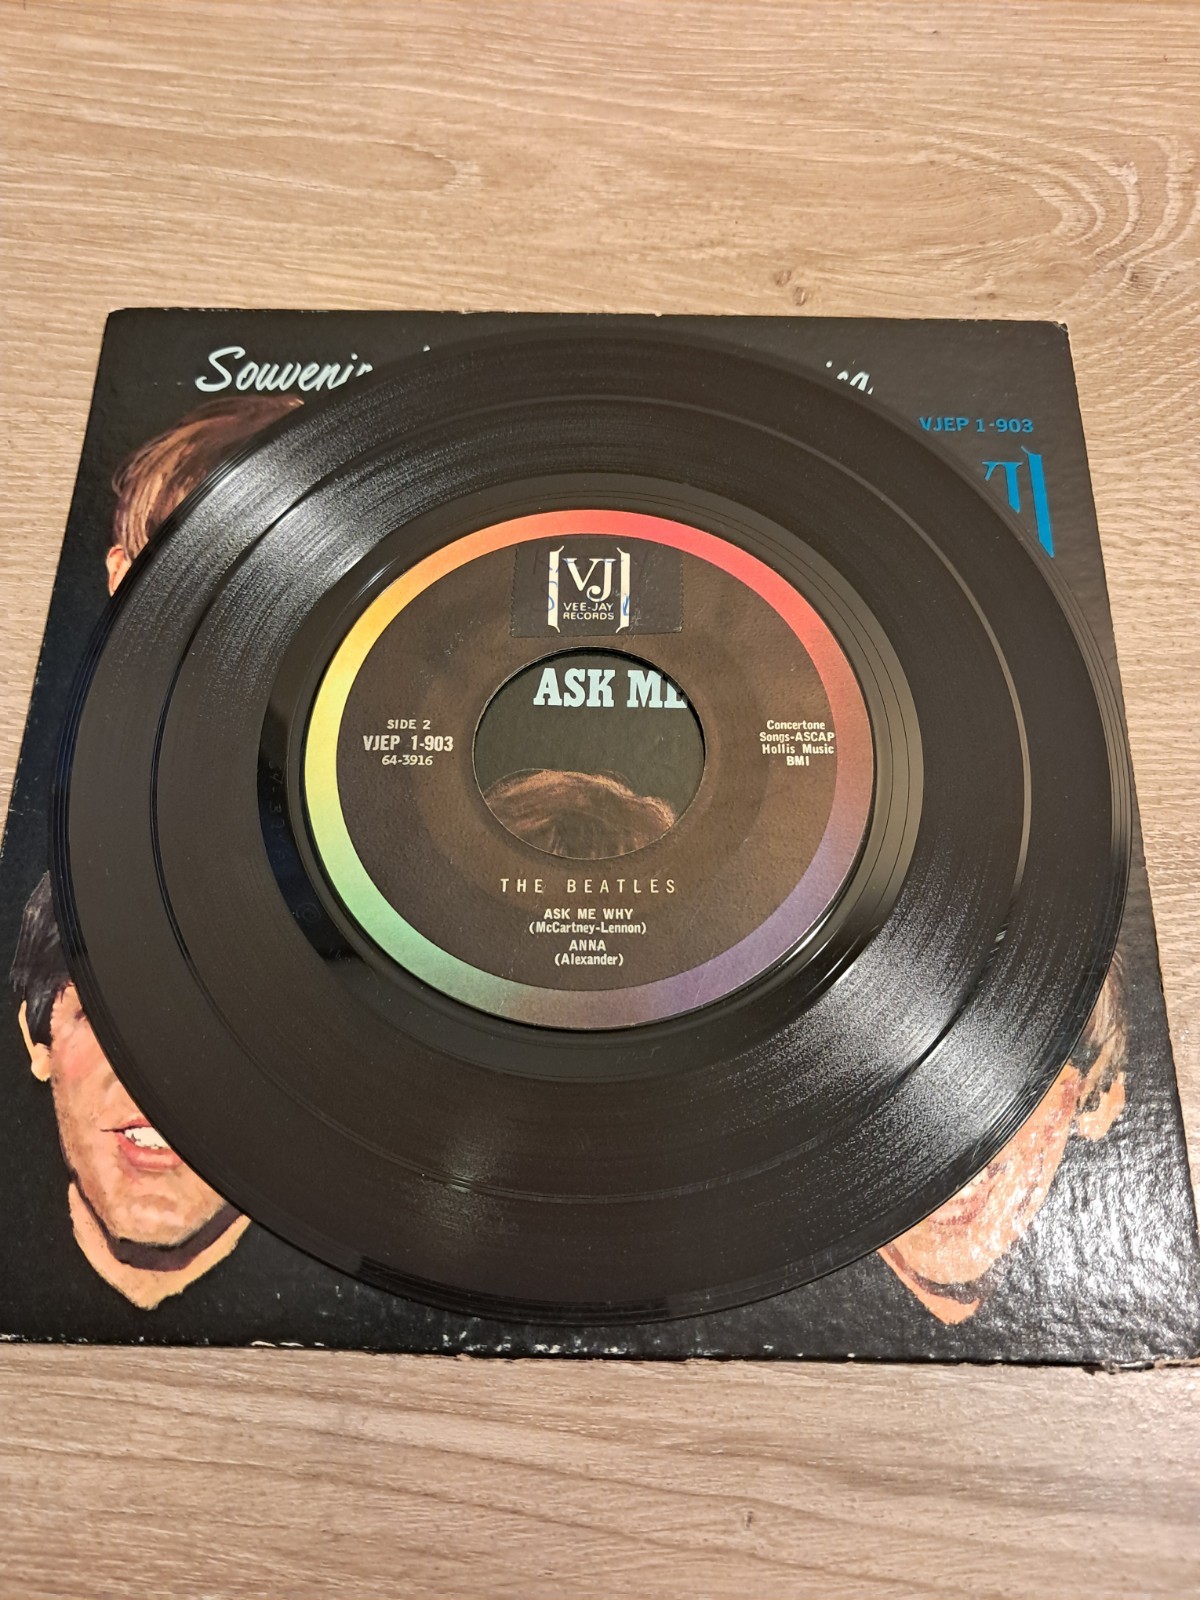 Souvenir
VJEP 1-903
VJ
VEE-JAY
RECORDS
ASK ME
SIDE 2
VJEP 1-903
64-3916
Concertone
Songs-ASCAP
Hollis Music
BMI
THE BEATLES
ASK ME WHY
(McCartney-Lennon)
ANNA
(Alexander)